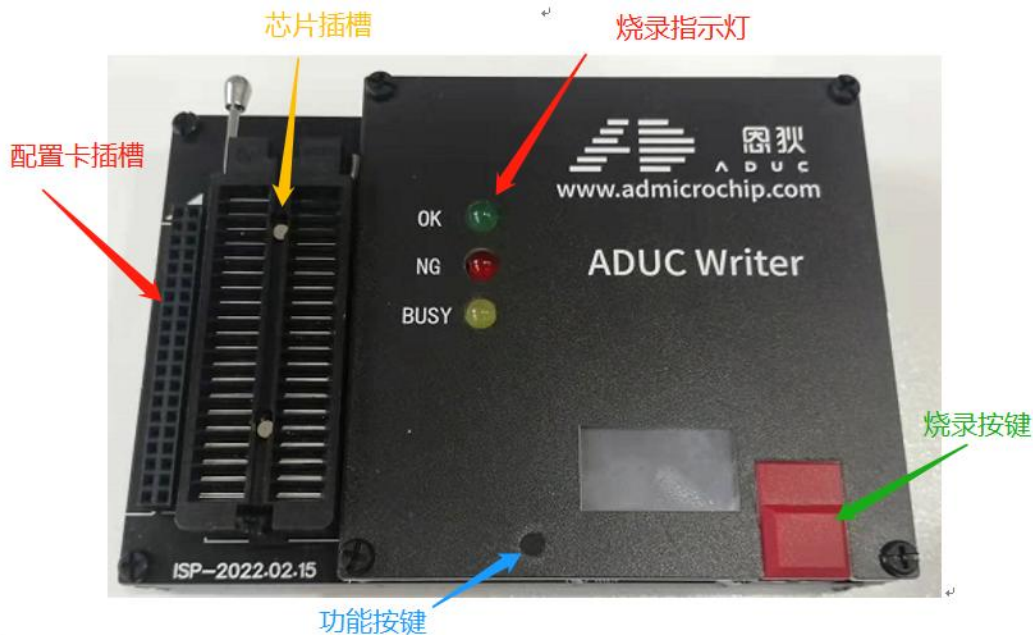 芯片插槽
烧录指示灯
配置卡插槽
恩狄
ADUC
www.admicrochip.com
OK
NG
BUSY
ADUC Writer
烧录按键
ISP-2022.02.15
功能按键